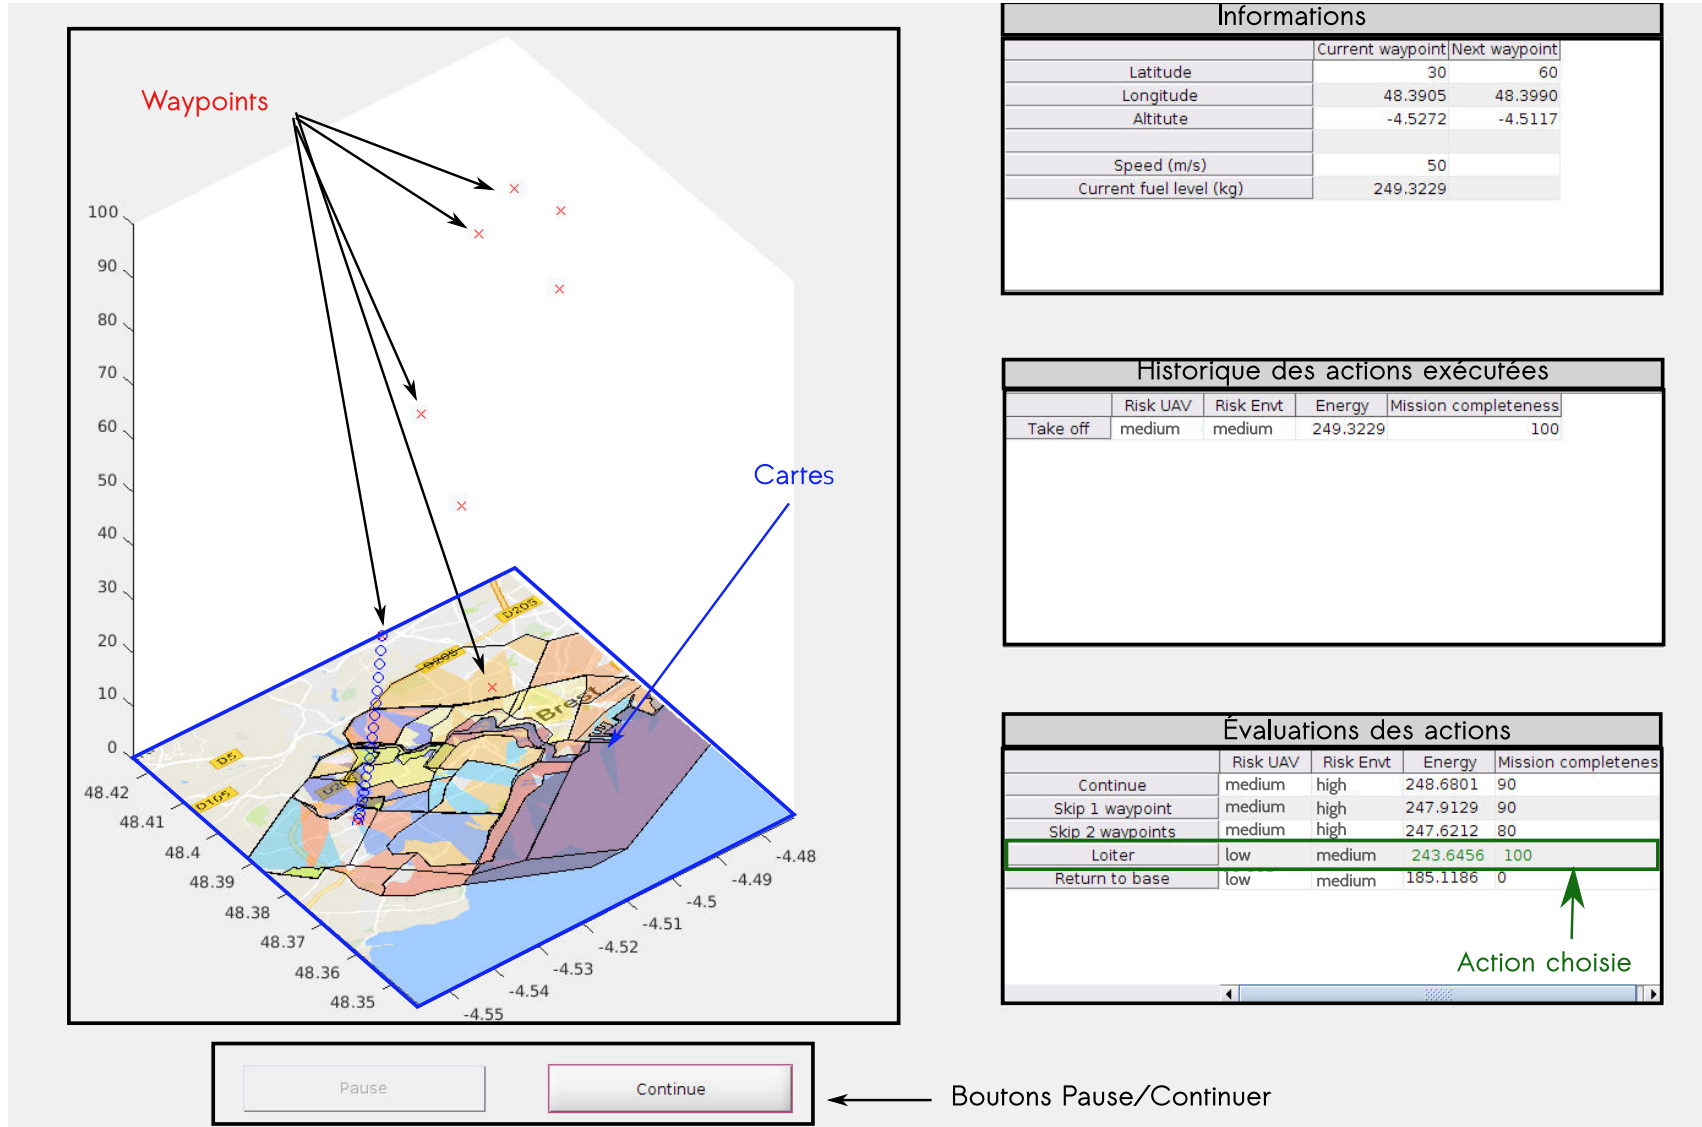 Waypoints
100
90
80
70
60
50
40
30
20
10
0
48.42
48.41
48.4
48.39
48.38
48.37
48.36
48.35
-4.55
-4.54
-4.53
-4.52
-4.51
-4.5
-4.49
-4.48
Cartes
D205
D205
Brest
D5
D105
Pause
Continue
Boutons Pause/Continuer
Informations
Current waypoint Next waypoint
Latitude 30 60
Longitude 48.3905 48.3990
Altitute -4.5272 -4.5117
Speed (m/s) 50
Current fuel level (kg) 249.3229
Historique des actions exécutées
Risk UAV Risk Envt Energy Mission completeness
Take off medium medium 249.3229 100
Évaluations des actions
Risk UAV Risk Envt Energy Mission completenes
Continue medium high 248.6801 90
Skip 1 waypoint medium high 247.9129 90
Skip 2 waypoints medium high 247.6212 80
Loiter low medium 243.6456 100
Return to base low medium 185.1186 0
Action choisie